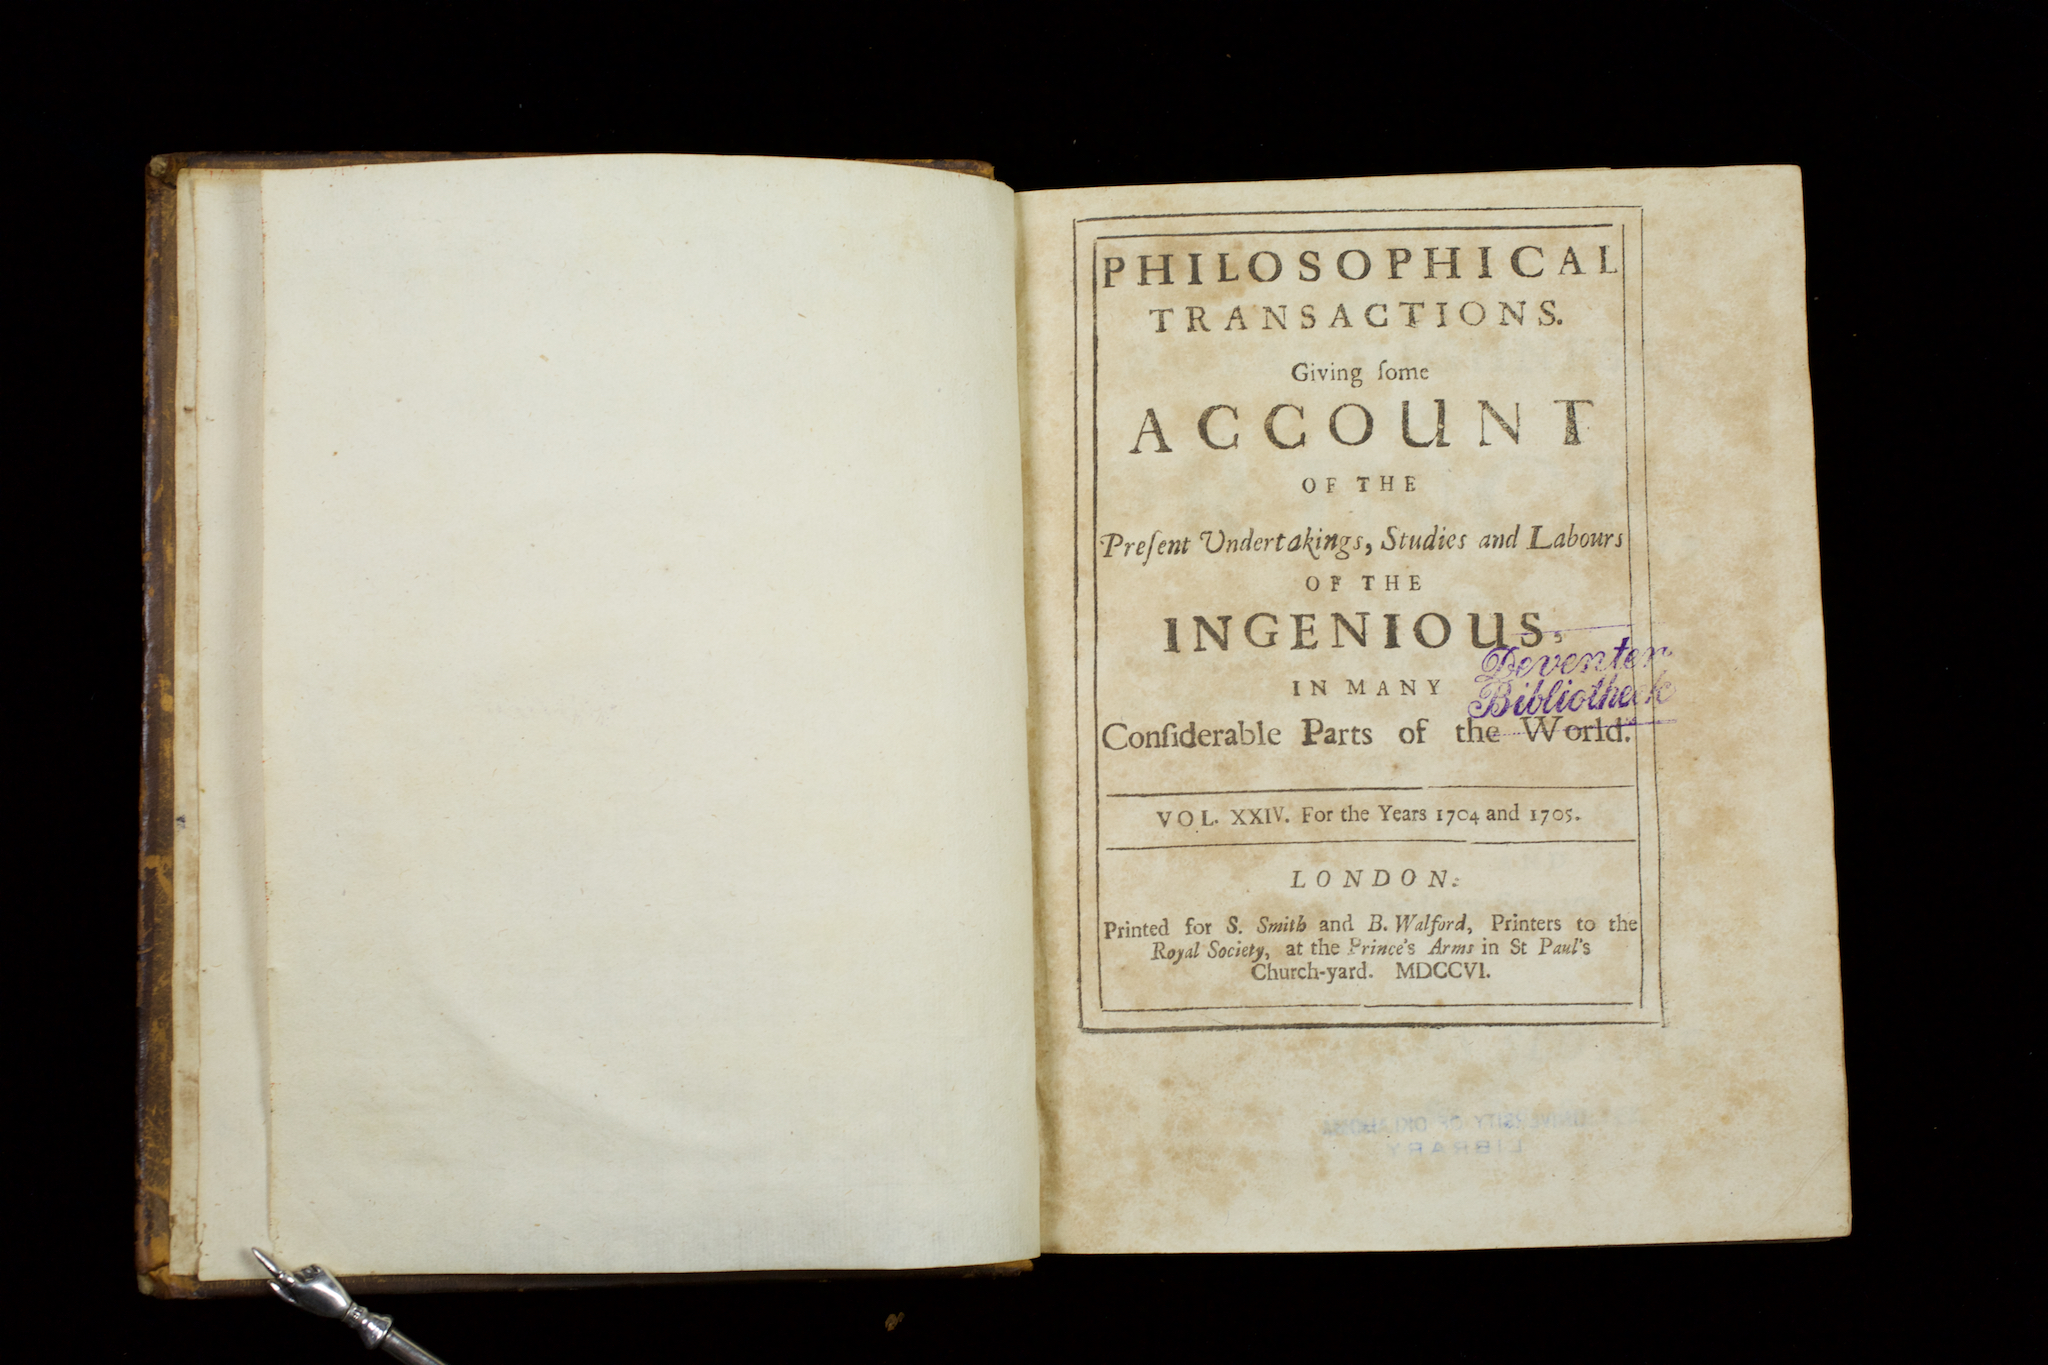 PHILOSOPHICAL
TRANSACTIONS.
Giving ſome
ACCOUNT
OF THE
Preſent Undertakings, Studies and Labours
OF THE
INGENIOUS,
IN MANY
Conſiderable Parts of the World.
Deventer
Bibliotheek
VOL. XXIV. For the Years 1704 and 1705.
LONDON:
Printed for S. Smith and B. Walford, Printers to the
Royal Society, at the Prince's Arms in St Paul's
Church-yard. MDCCVI.
UNIVERSITY OF OKLAHOMA
LIBRARY